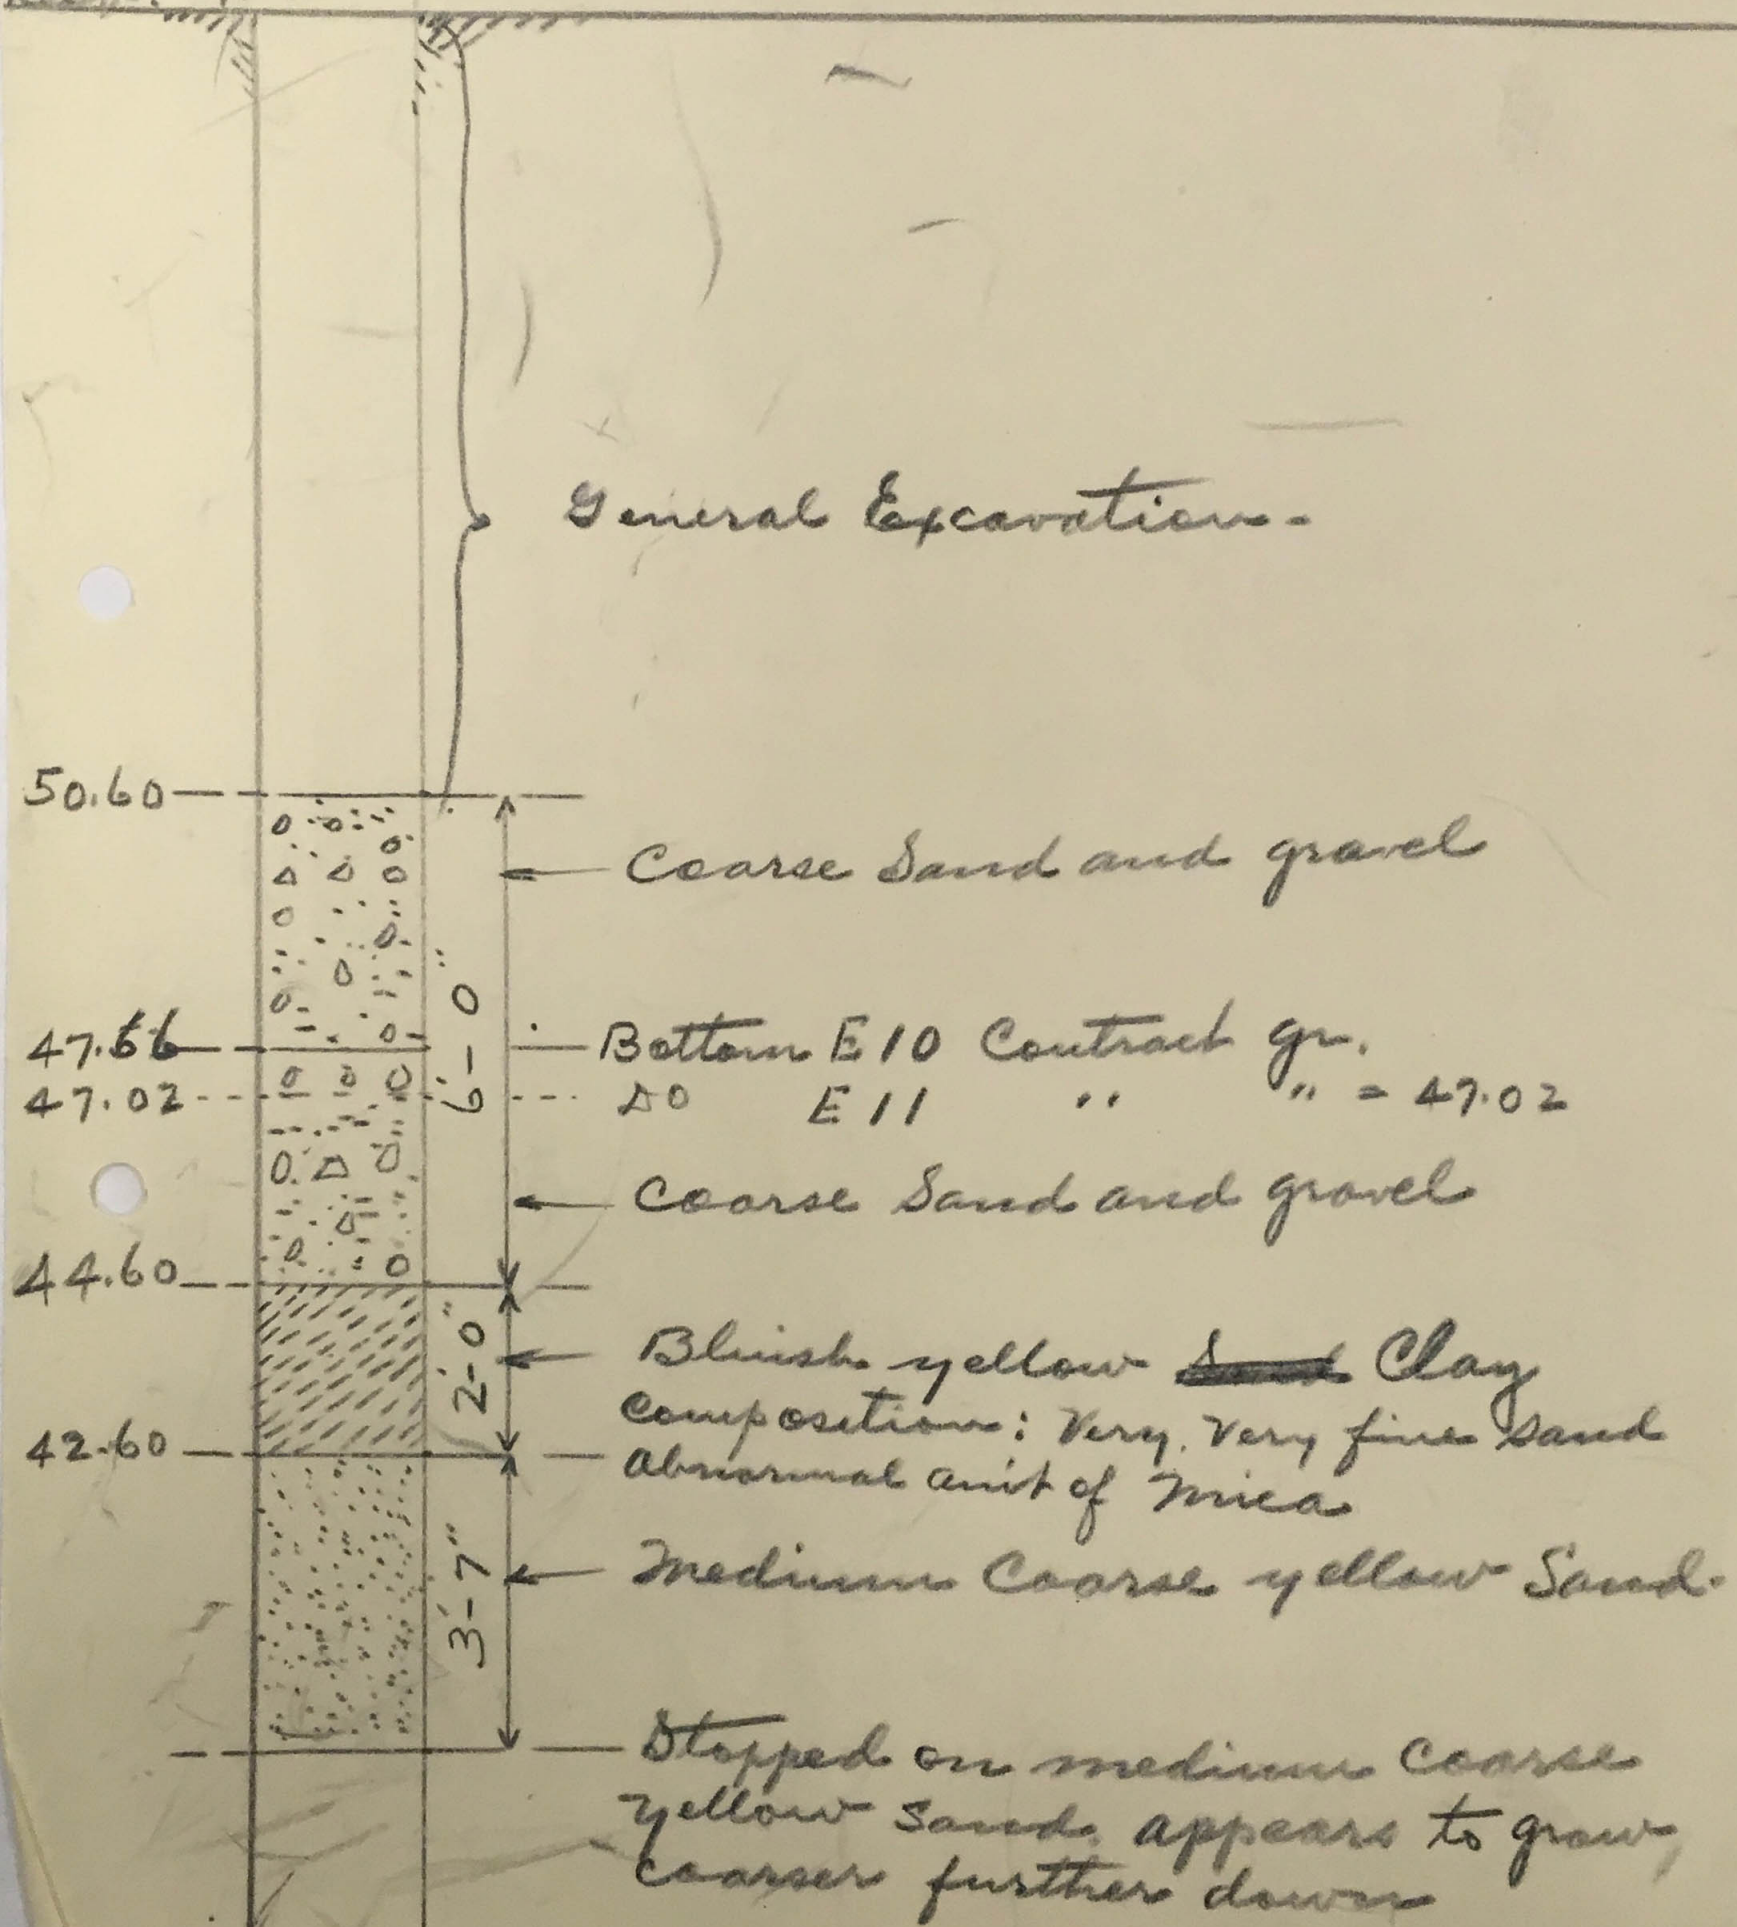 General Excavation.
50.60
Coarse Sand and gravel
6'-0"
47.66
Bottom E10 Contract gr.
47.02
DO E11 " " = 47.02
Coarse Sand and gravel
44.60
2'-0"
Bluish yellow Sand Clay
Composition: Very. Very fine sand
42.60
Abnormal amt of Mica
3'-7"
Medium Coarse yellow Sand.
Stopped on medium Coarse
yellow Sand. appears to grow
coarser further down